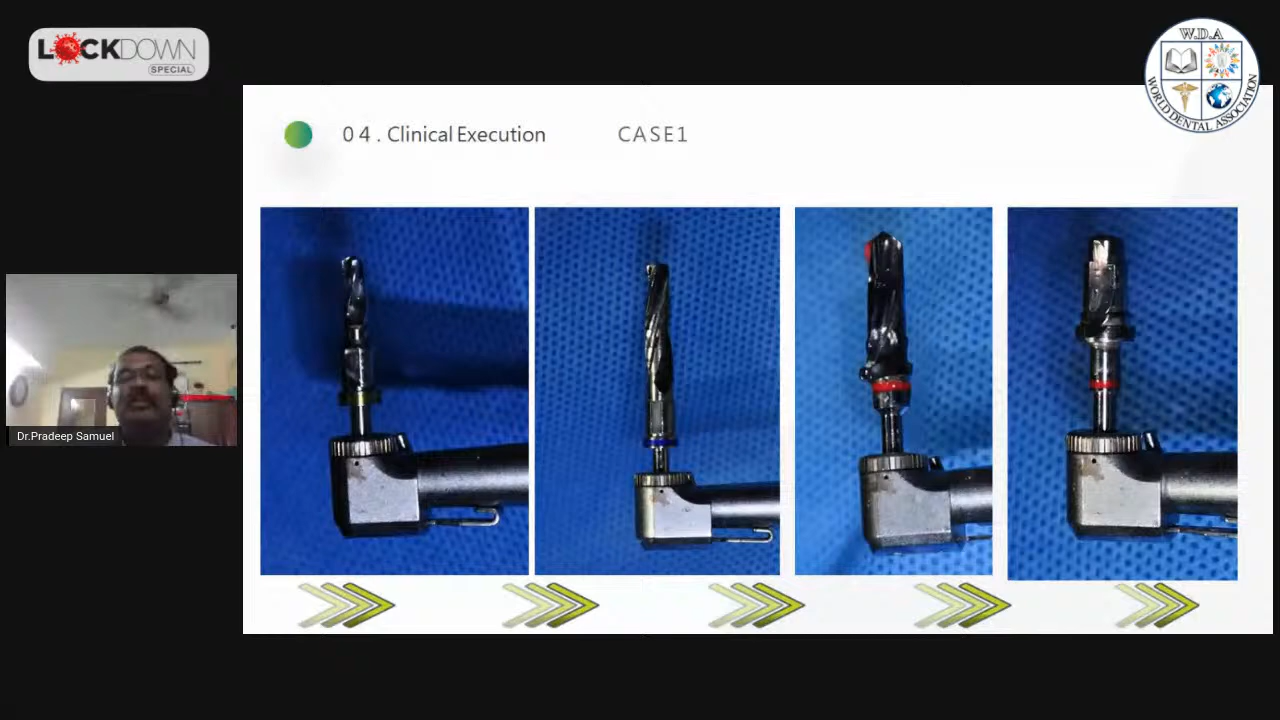 LOCKDOWN
SPECIAL
W.D.A
WORLD DENTAL ASSOCIATION
04. Clinical Execution CASE1
Dr.Pradeep Samuel